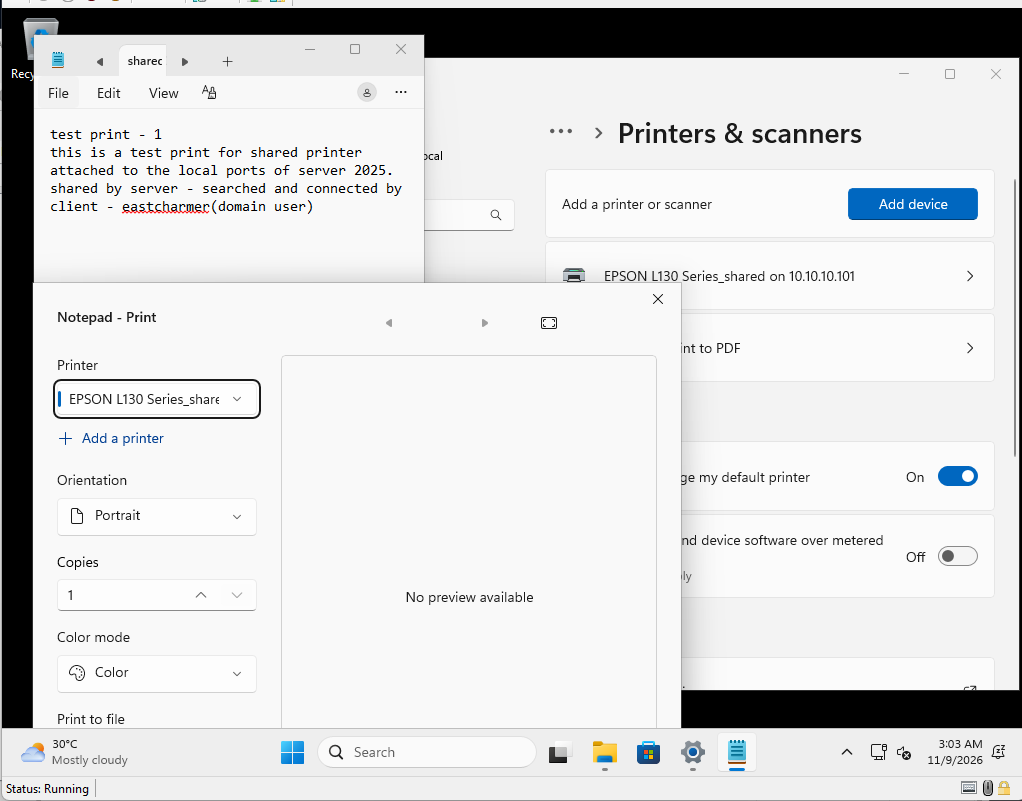 Recy
sharec
File Edit View
test print - 1
this is a test print for shared printer
attached to the local ports of server 2025.
shared by server - searched and connected by
client - eastcharmer(domain user)
ocal
... > Printers & scanners
Add a printer or scanner
Add device
EPSON L130 Series_shared on 10.10.10.101
int to PDF
ge my default printer
On
nd device software over metered
Off
ply
Notepad - Print
Printer
EPSON L130 Series_share
+ Add a printer
Orientation
Portrait
Copies
1
Color mode
Color
Print to file
No preview available
30°C
Mostly cloudy
Search
3:03 AM
11/9/2026
Status: Running